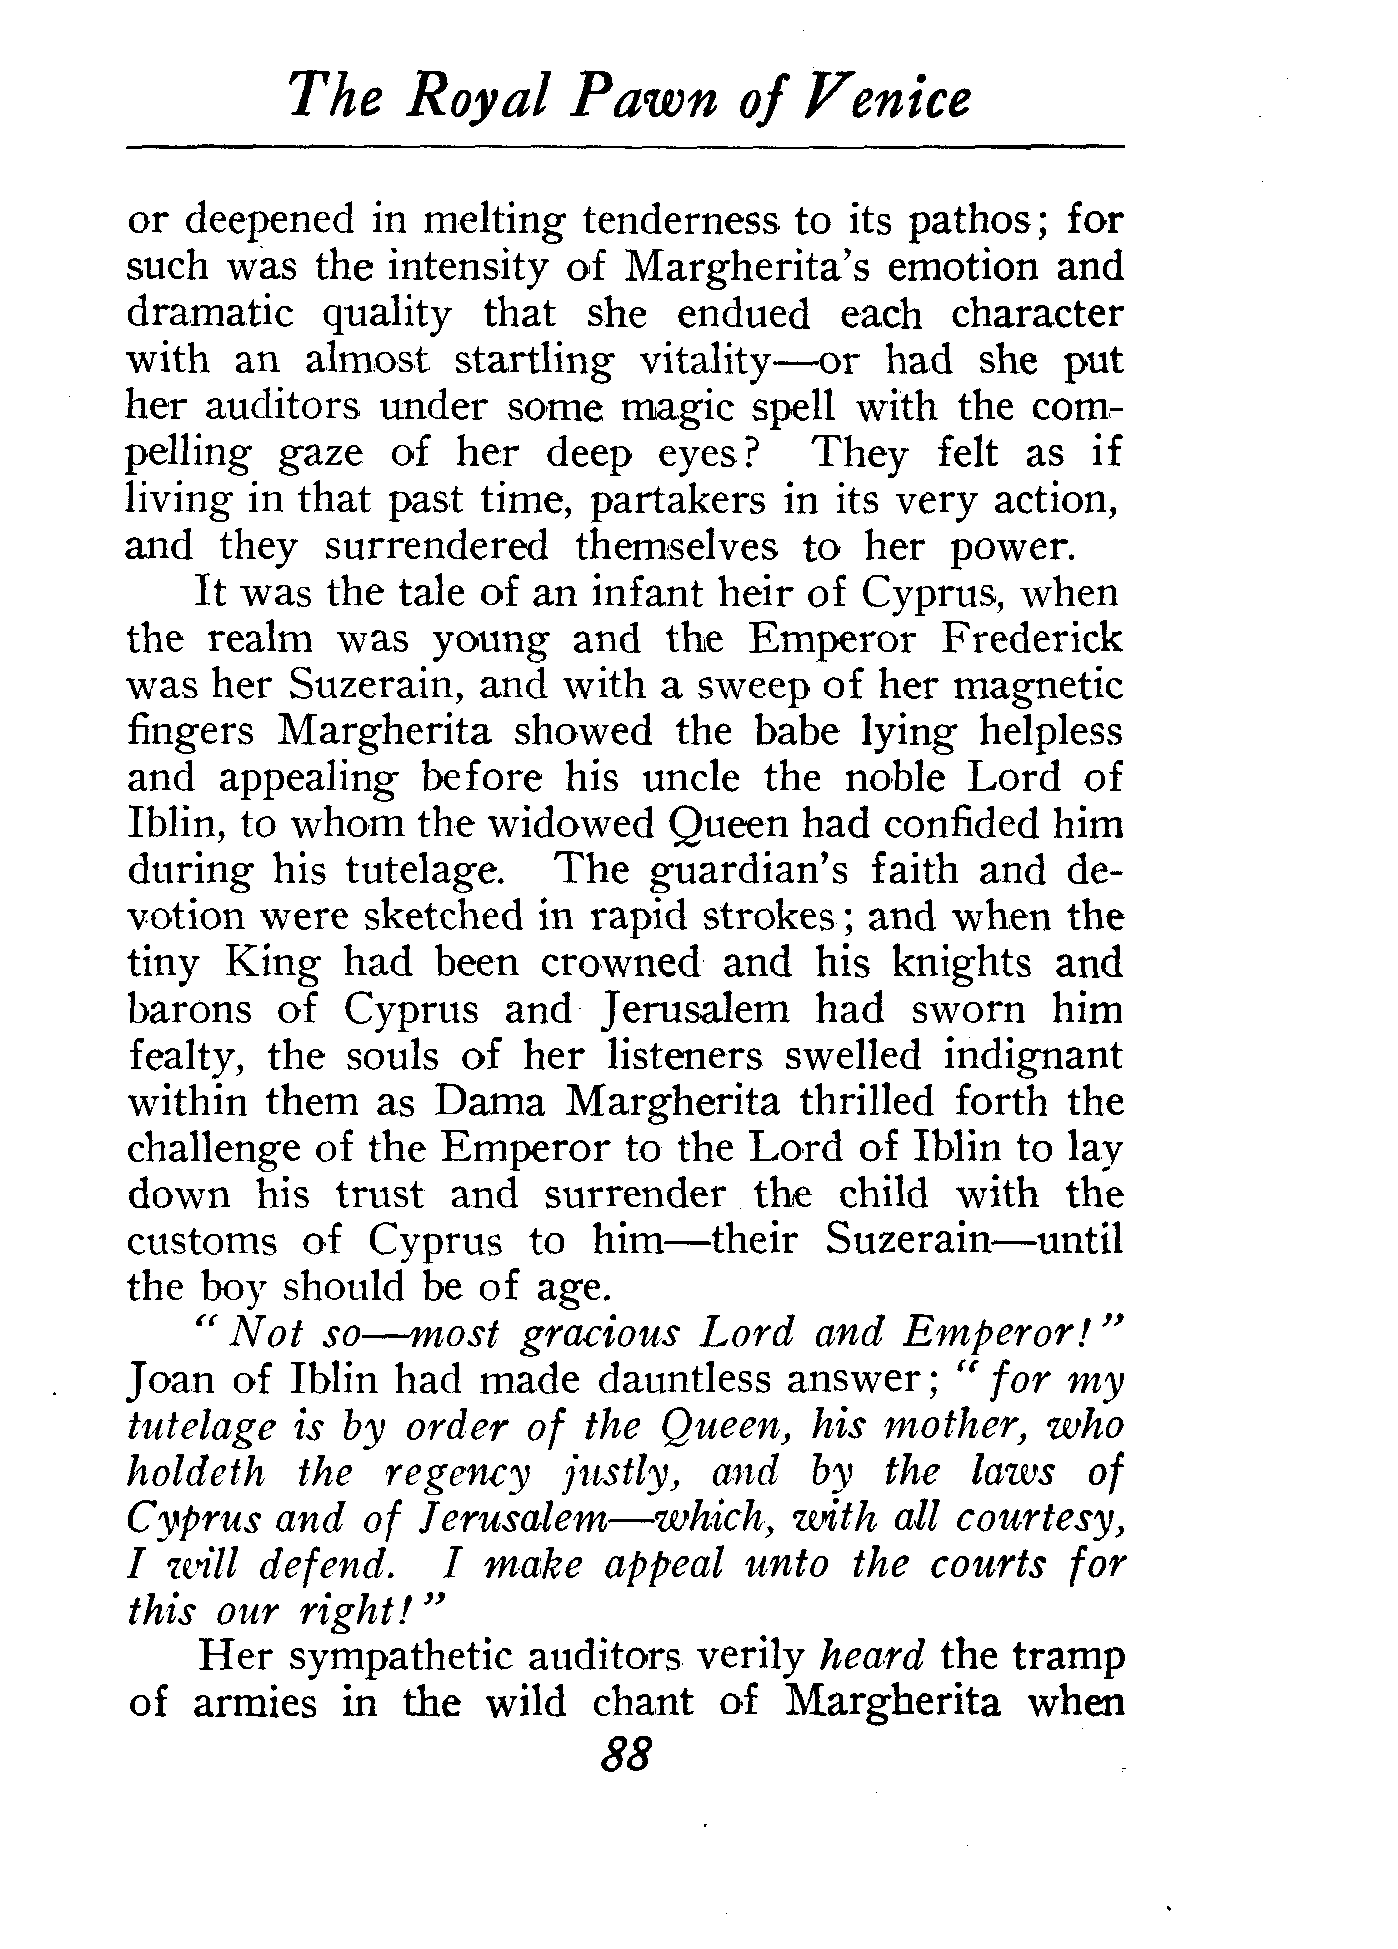 The Royal Pawn of Venice
or deepened in melting tenderness to its pathos; for
such was the intensity of Margherita's emotion and
dramatic quality that she endued each character
with an almost startling vitality—or had she put
her auditors under some magic spell with the com-
pelling gaze of her deep eyes? They felt as if
living in that past time, partakers in its very action,
and they surrendered themselves to her power.
It was the tale of an infant heir of Cyprus, when
the realm was young and the Emperor Frederick
was her Suzerain, and with a sweep of her magnetic
fingers Margherita showed the babe lying helpless
and appealing before his uncle the noble Lord of
Iblin, to whom the widowed Queen had confided him
during his tutelage. The guardian's faith and de-
votion were sketched in rapid strokes; and when the
tiny King had been crowned and his knights and
barons of Cyprus and Jerusalem had sworn him
fealty, the souls of her listeners swelled indignant
within them as Dama Margherita thrilled forth the
challenge of the Emperor to the Lord of Iblin to lay
down his trust and surrender the child with the
customs of Cyprus to him—their Suzerain—until
the boy should be of age.
"Not so—most gracious Lord and Emperor!"
Joan of Iblin had made dauntless answer; "for my
tutelage is by order of the Queen, his mother, who
holdeth the regency justly, and by the laws of
Cyprus and of Jerusalem—which, with all courtesy,
I will defend. I make appeal unto the courts for
this our right!"
Her sympathetic auditors verily heard the tramp
of armies in the wild chant of Margherita when
88